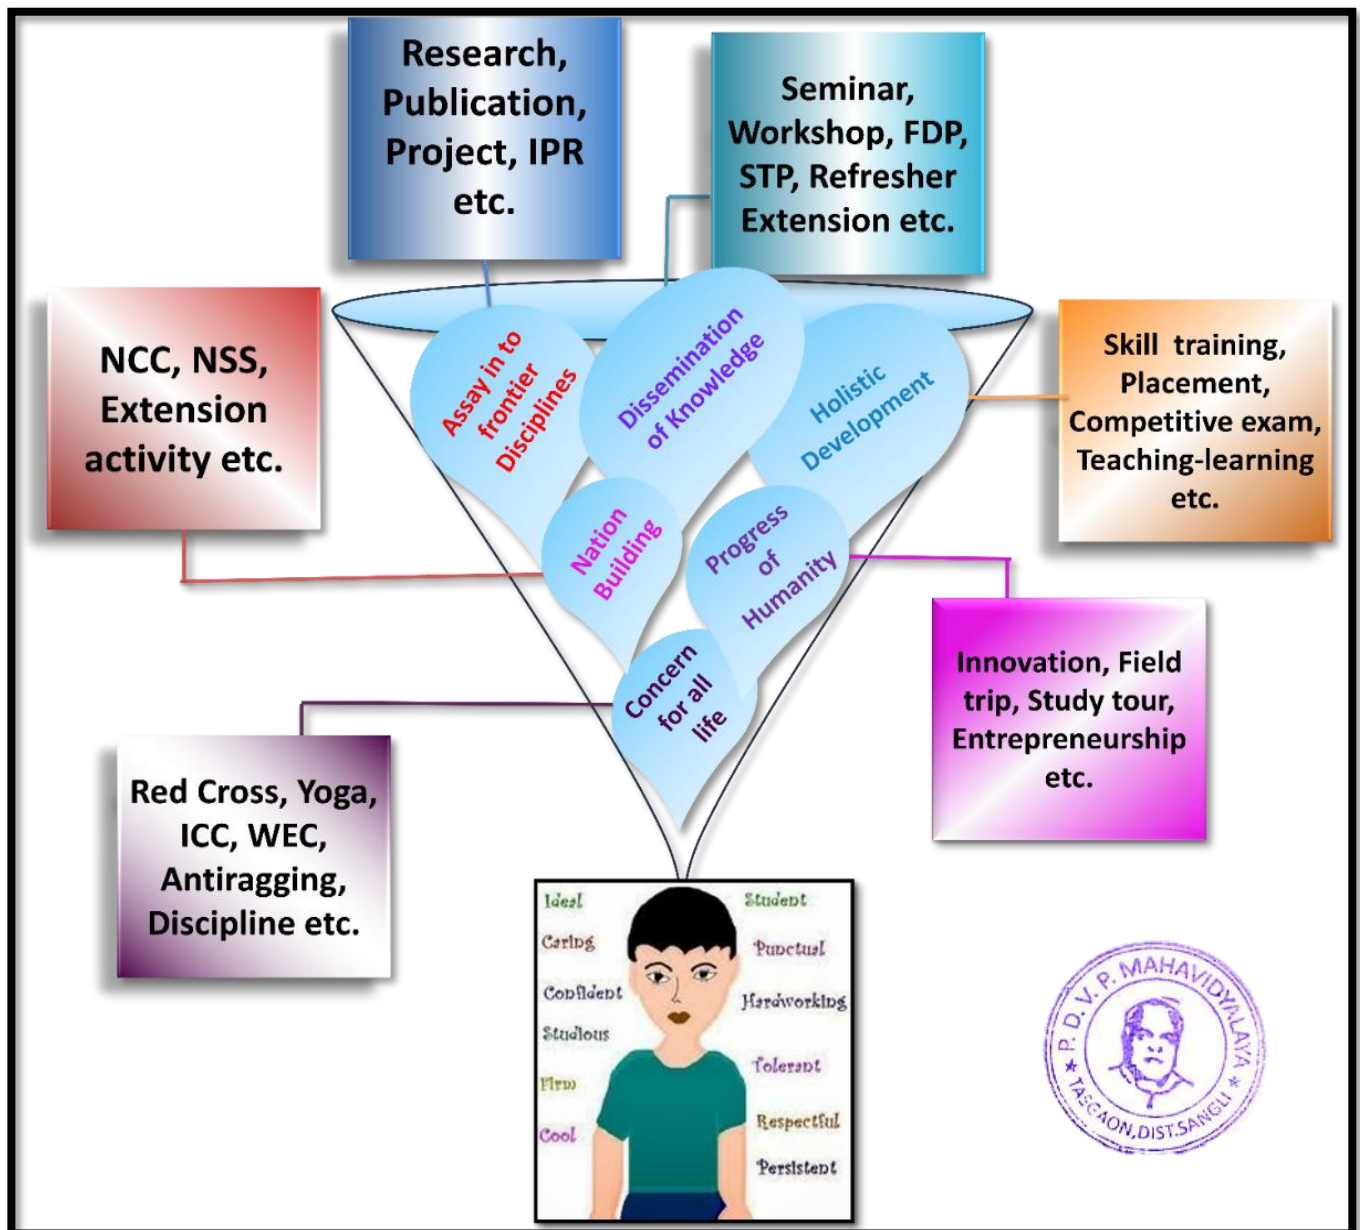 Research,
Publication,
Project, IPR
etc.
Seminar,
Workshop, FDP,
STP, Refresher
Extension etc.
NCC, NSS,
Extension
activity etc.
Assay in to
frontier
Disciplines
Dissemination
of Knowledge
Holistic
Development
Skill training,
Placement,
Competitive exam,
Teaching-learning
etc.
Nation
Building
Progress
of
Humanity
Concern
for all
life
Innovation, Field
trip, Study tour,
Entrepreneurship
etc.
Red Cross, Yoga,
ICC, WEC,
Antiragging,
Discipline etc.
Ideal
Student
Caring
Punctual
Confident
Hardworking
Studious
Tolerant
Firm
Respectful
Cool
Persistent
P. D. V. P. MAHAVIDYALAYA
TASGAON, DIST. SANGLI